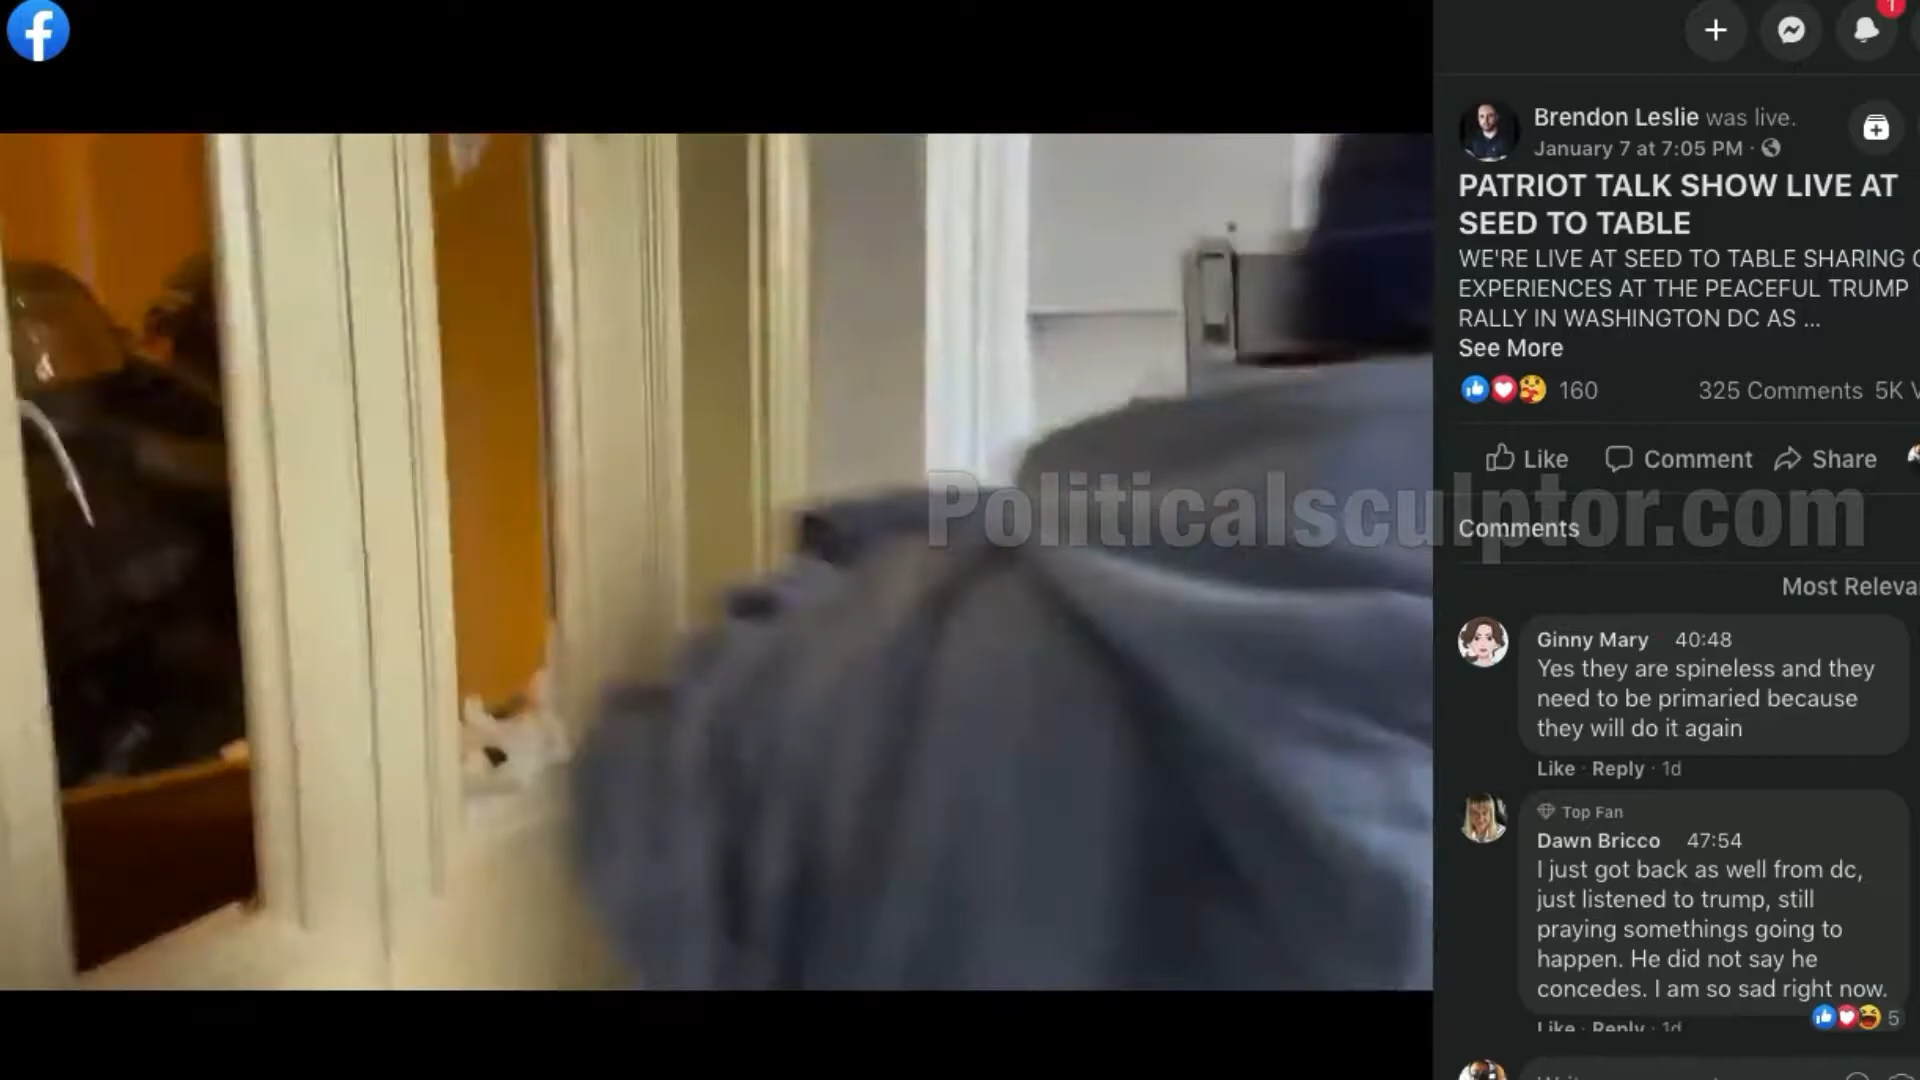 1
Brendon Leslie was live.
January 7 at 7:05 PM ·
PATRIOT TALK SHOW LIVE AT
SEED TO TABLE
WE'RE LIVE AT SEED TO TABLE SHARING
EXPERIENCES AT THE PEACEFUL TRUMP
RALLY IN WASHINGTON DC AS ...
See More
160 325 Comments 5K
Like Comment Share
Politicalsculptor.com
Comments
Most
Ginny Mary 40:48
Yes they are spineless and they
need to be primaried because
they will do it again
Like · Reply · 1d
Top Fan
Dawn Bricco 47:54
I just got back as well from dc,
just listened to trump, still
praying somethings going to
happen. He did not say he
concedes. I am so sad right now.
5
Like · Reply · 1d